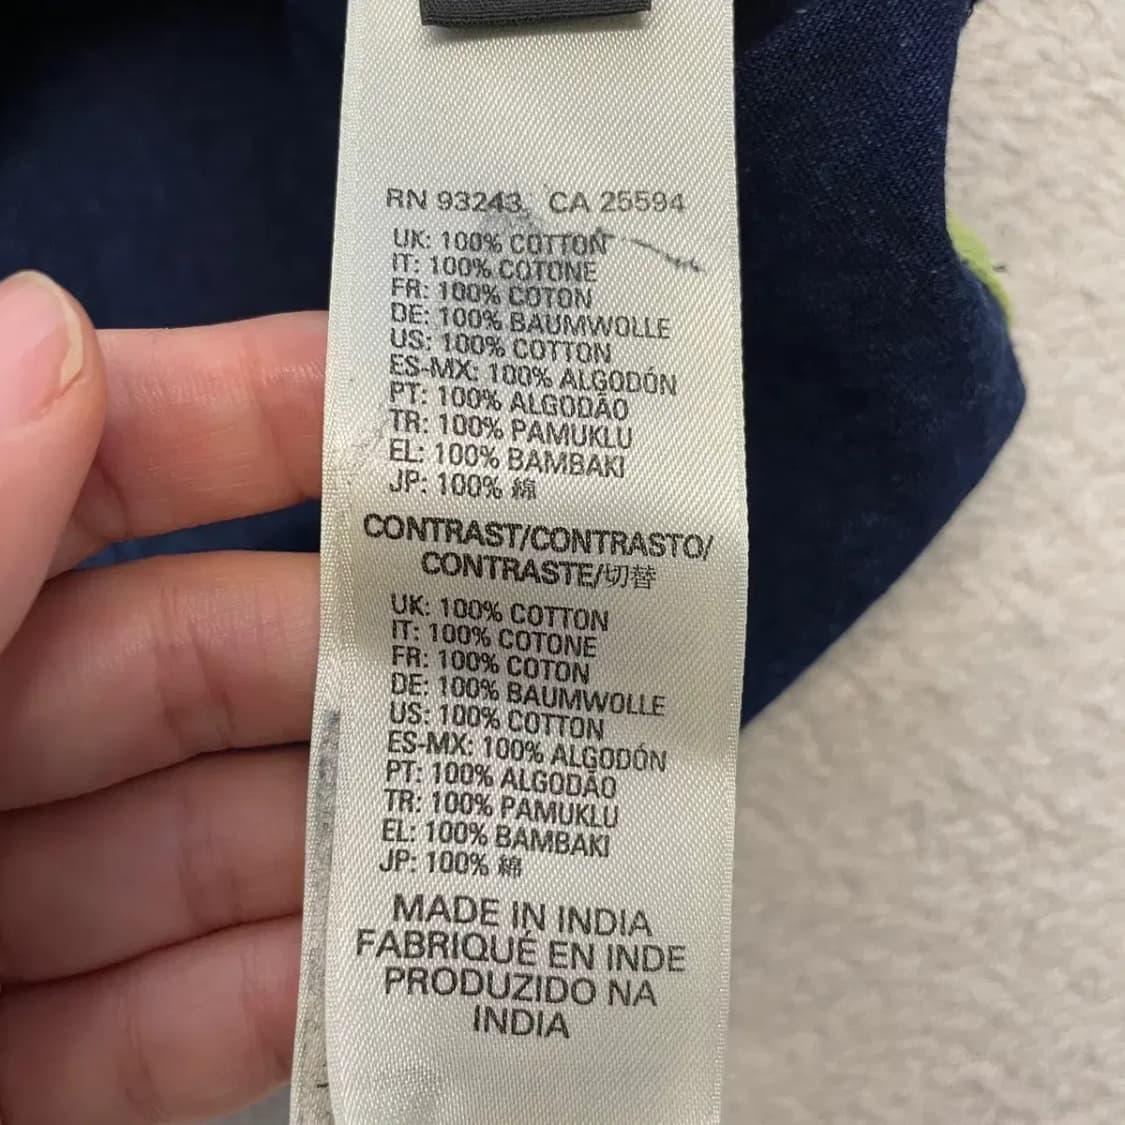 RN 93243 CA 25594
UK: 100% COTTON
IT: 100% COTONE
FR: 100% COTON
DE: 100% BAUMWOLLE
US: 100% COTTON
ES-MX: 100% ALGODÓN
PT: 100% ALGODÃO
TR: 100% PAMUKLU
EL: 100% BAMBAKI
JP: 100% 綿
CONTRAST/CONTRASTO/
CONTRASTE/切替
UK: 100% COTTON
IT: 100% COTONE
FR: 100% COTON
DE: 100% BAUMWOLLE
US: 100% COTTON
ES-MX: 100% ALGODÓN
PT: 100% ALGODÃO
TR: 100% PAMUKLU
EL: 100% BAMBAKI
JP: 100% 綿
MADE IN INDIA
FABRIQUÉ EN INDE
PRODUZIDO NA
INDIA